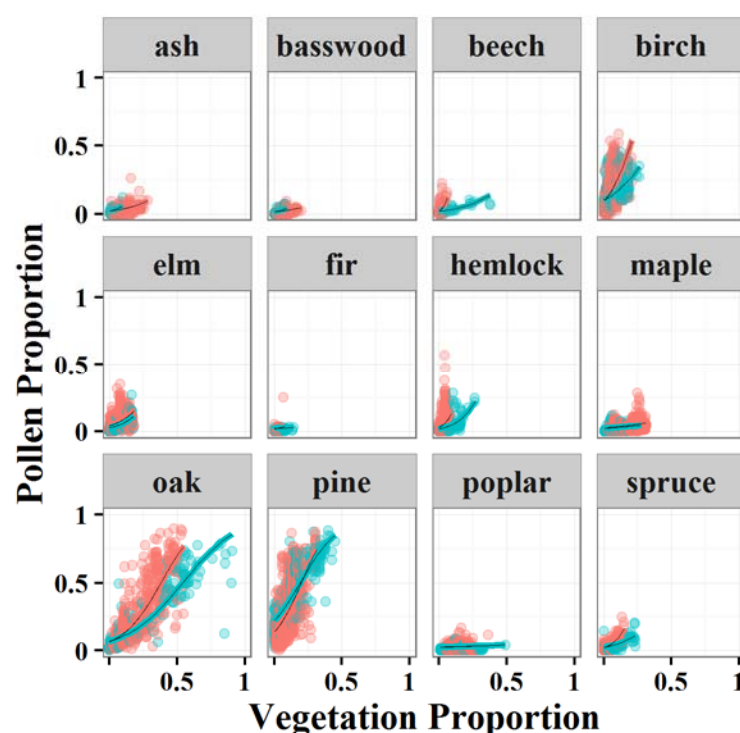 ash basswood beech birch
1
0.5
0
elm fir hemlock maple
1
0.5
0
oak pine poplar spruce
1
0.5
0
0.5 1 0.5 1 0.5 1 0.5 1
Pollen Proportion
Vegetation Proportion